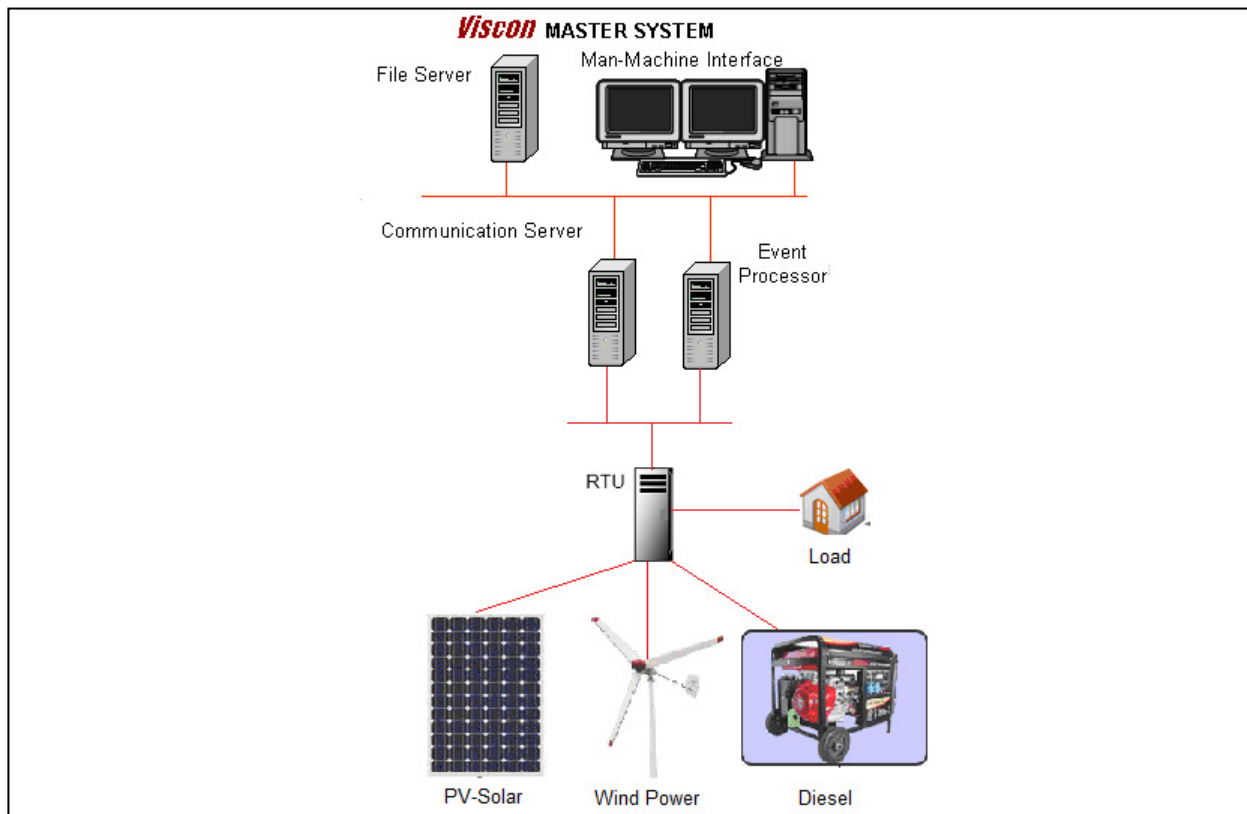 Viscon MASTER SYSTEM
File Server
Man-Machine Interface
Communication Server
Event
Processor
RTU
Load
PV-Solar
Wind Power
Diesel